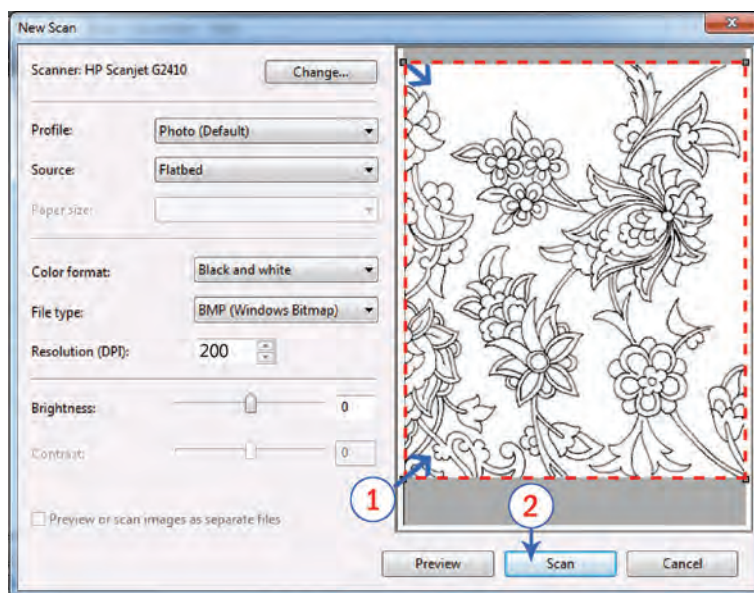 New Scan
Scanner: HP Scanjet G2410
Change...
Profile:
Photo (Default)
Source:
Flatbed
Paper size:
Color format:
Black and white
File type:
BMP (Windows Bitmap)
Resolution (DPI):
200
Brightness:
0
Contrast:
0
Preview or scan images as separate files
1
2
Preview
Scan
Cancel